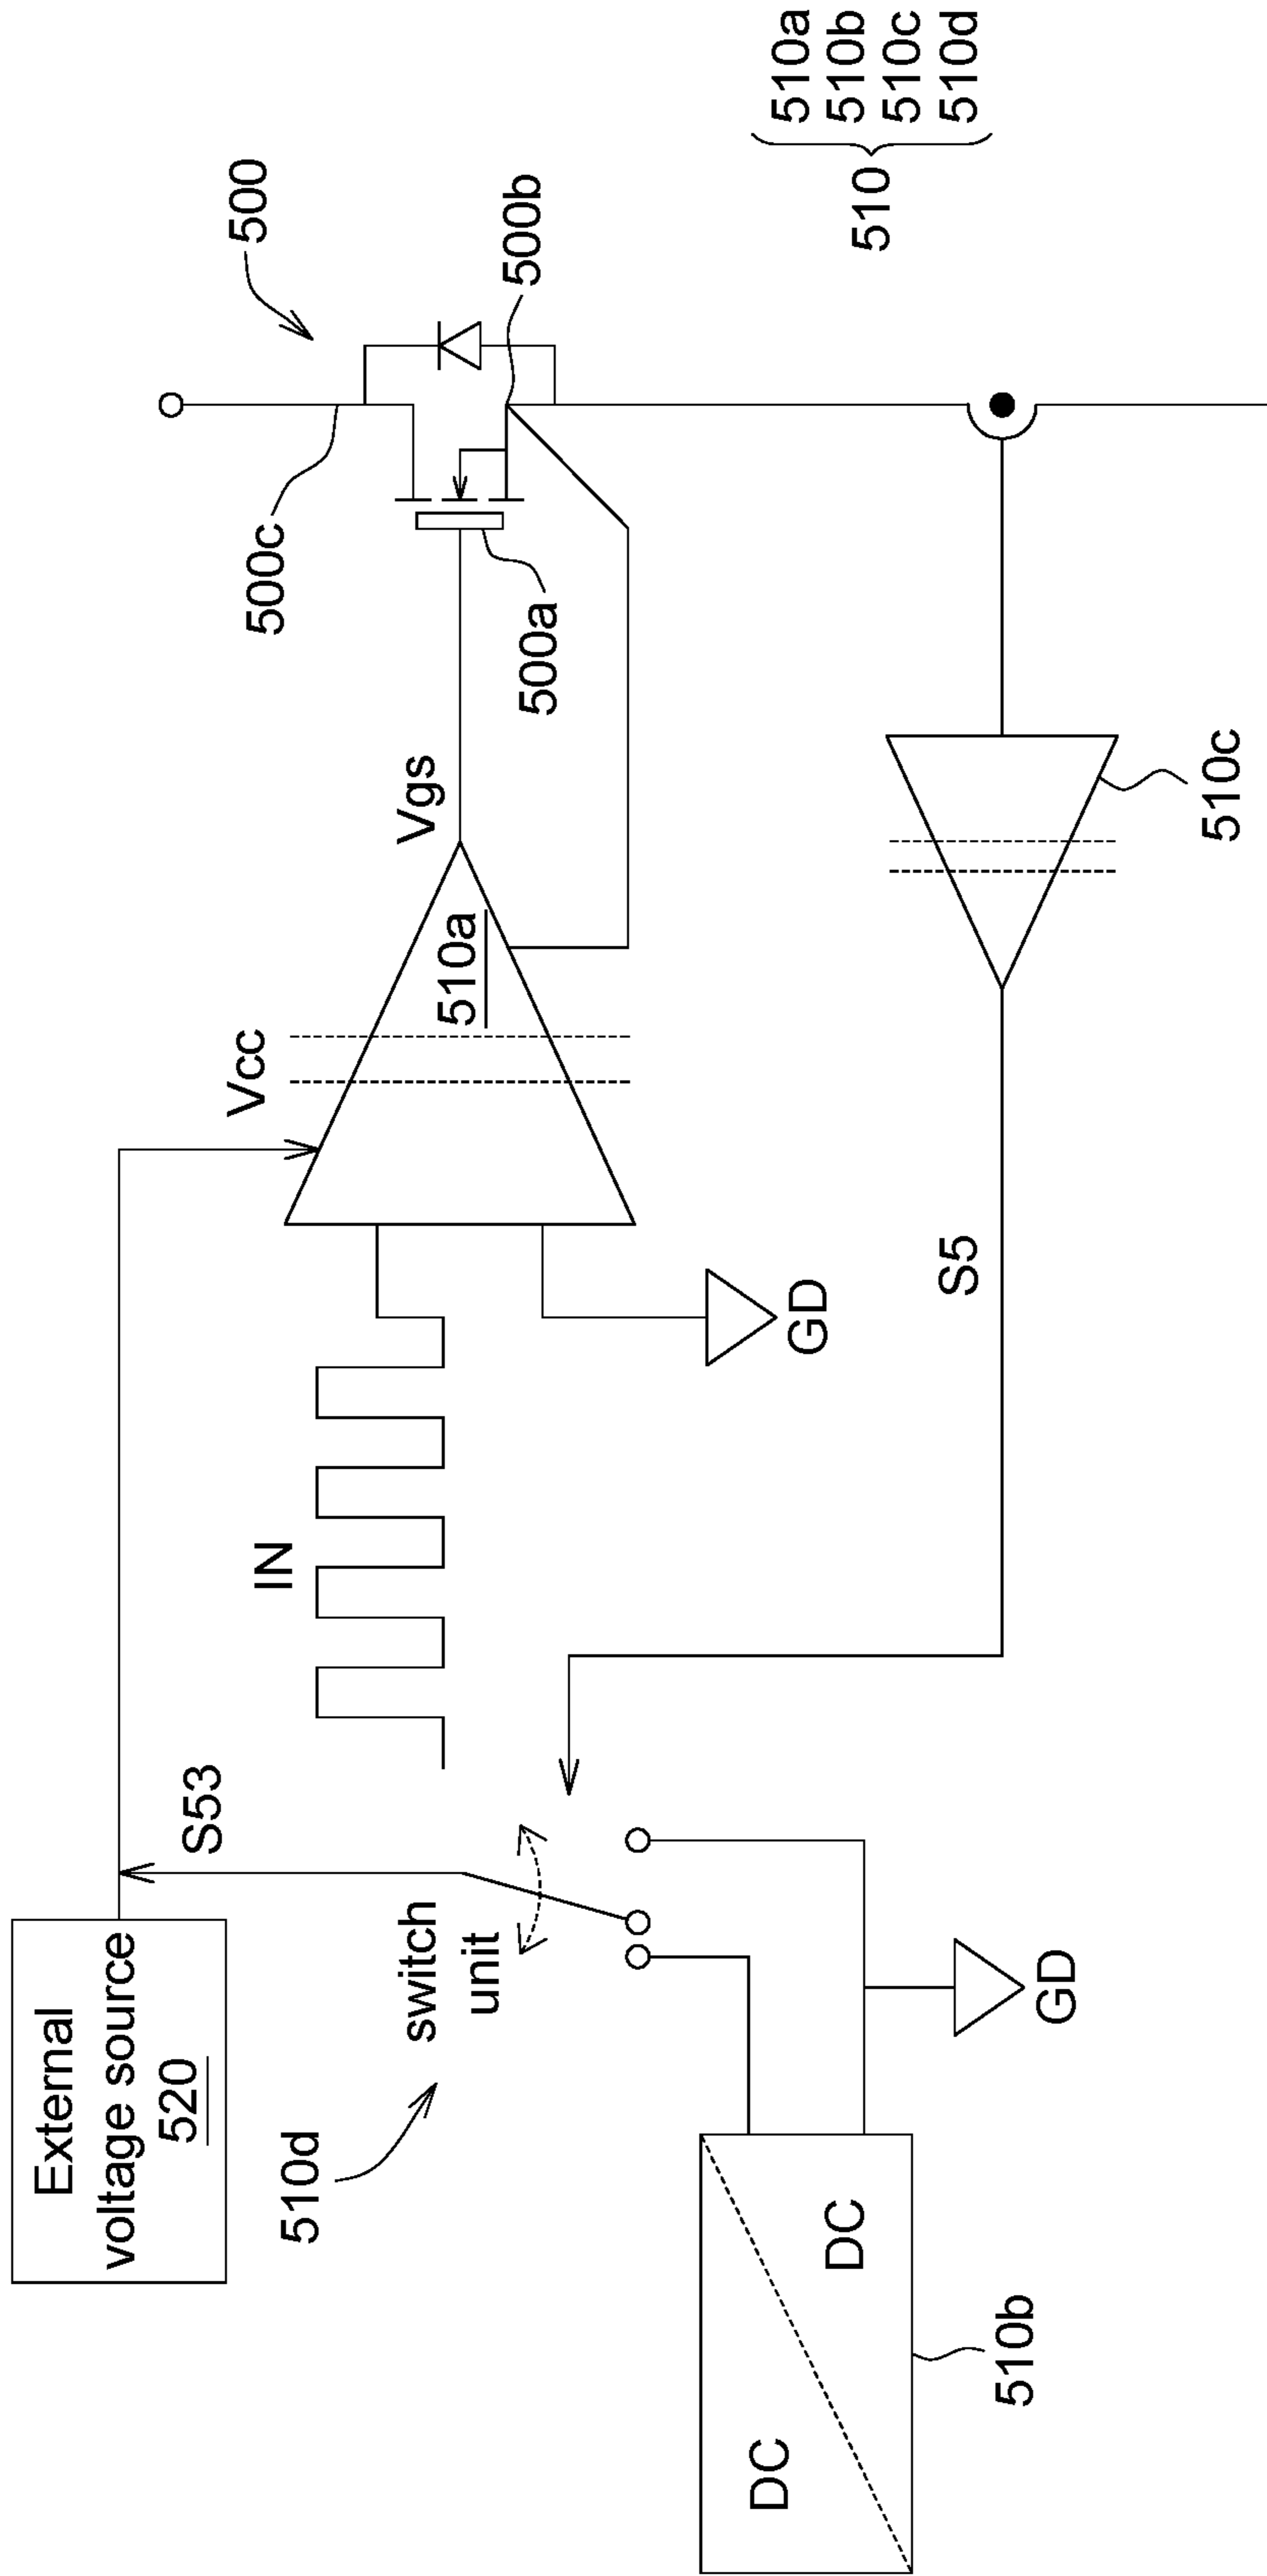 External
voltage source
520
S53
Vcc
IN
510a
Vgs
500c
500
500a
500b
510d
switch
unit
GD
S5
510c
DC
DC
510b
GD
510
510a
510b
510c
510d